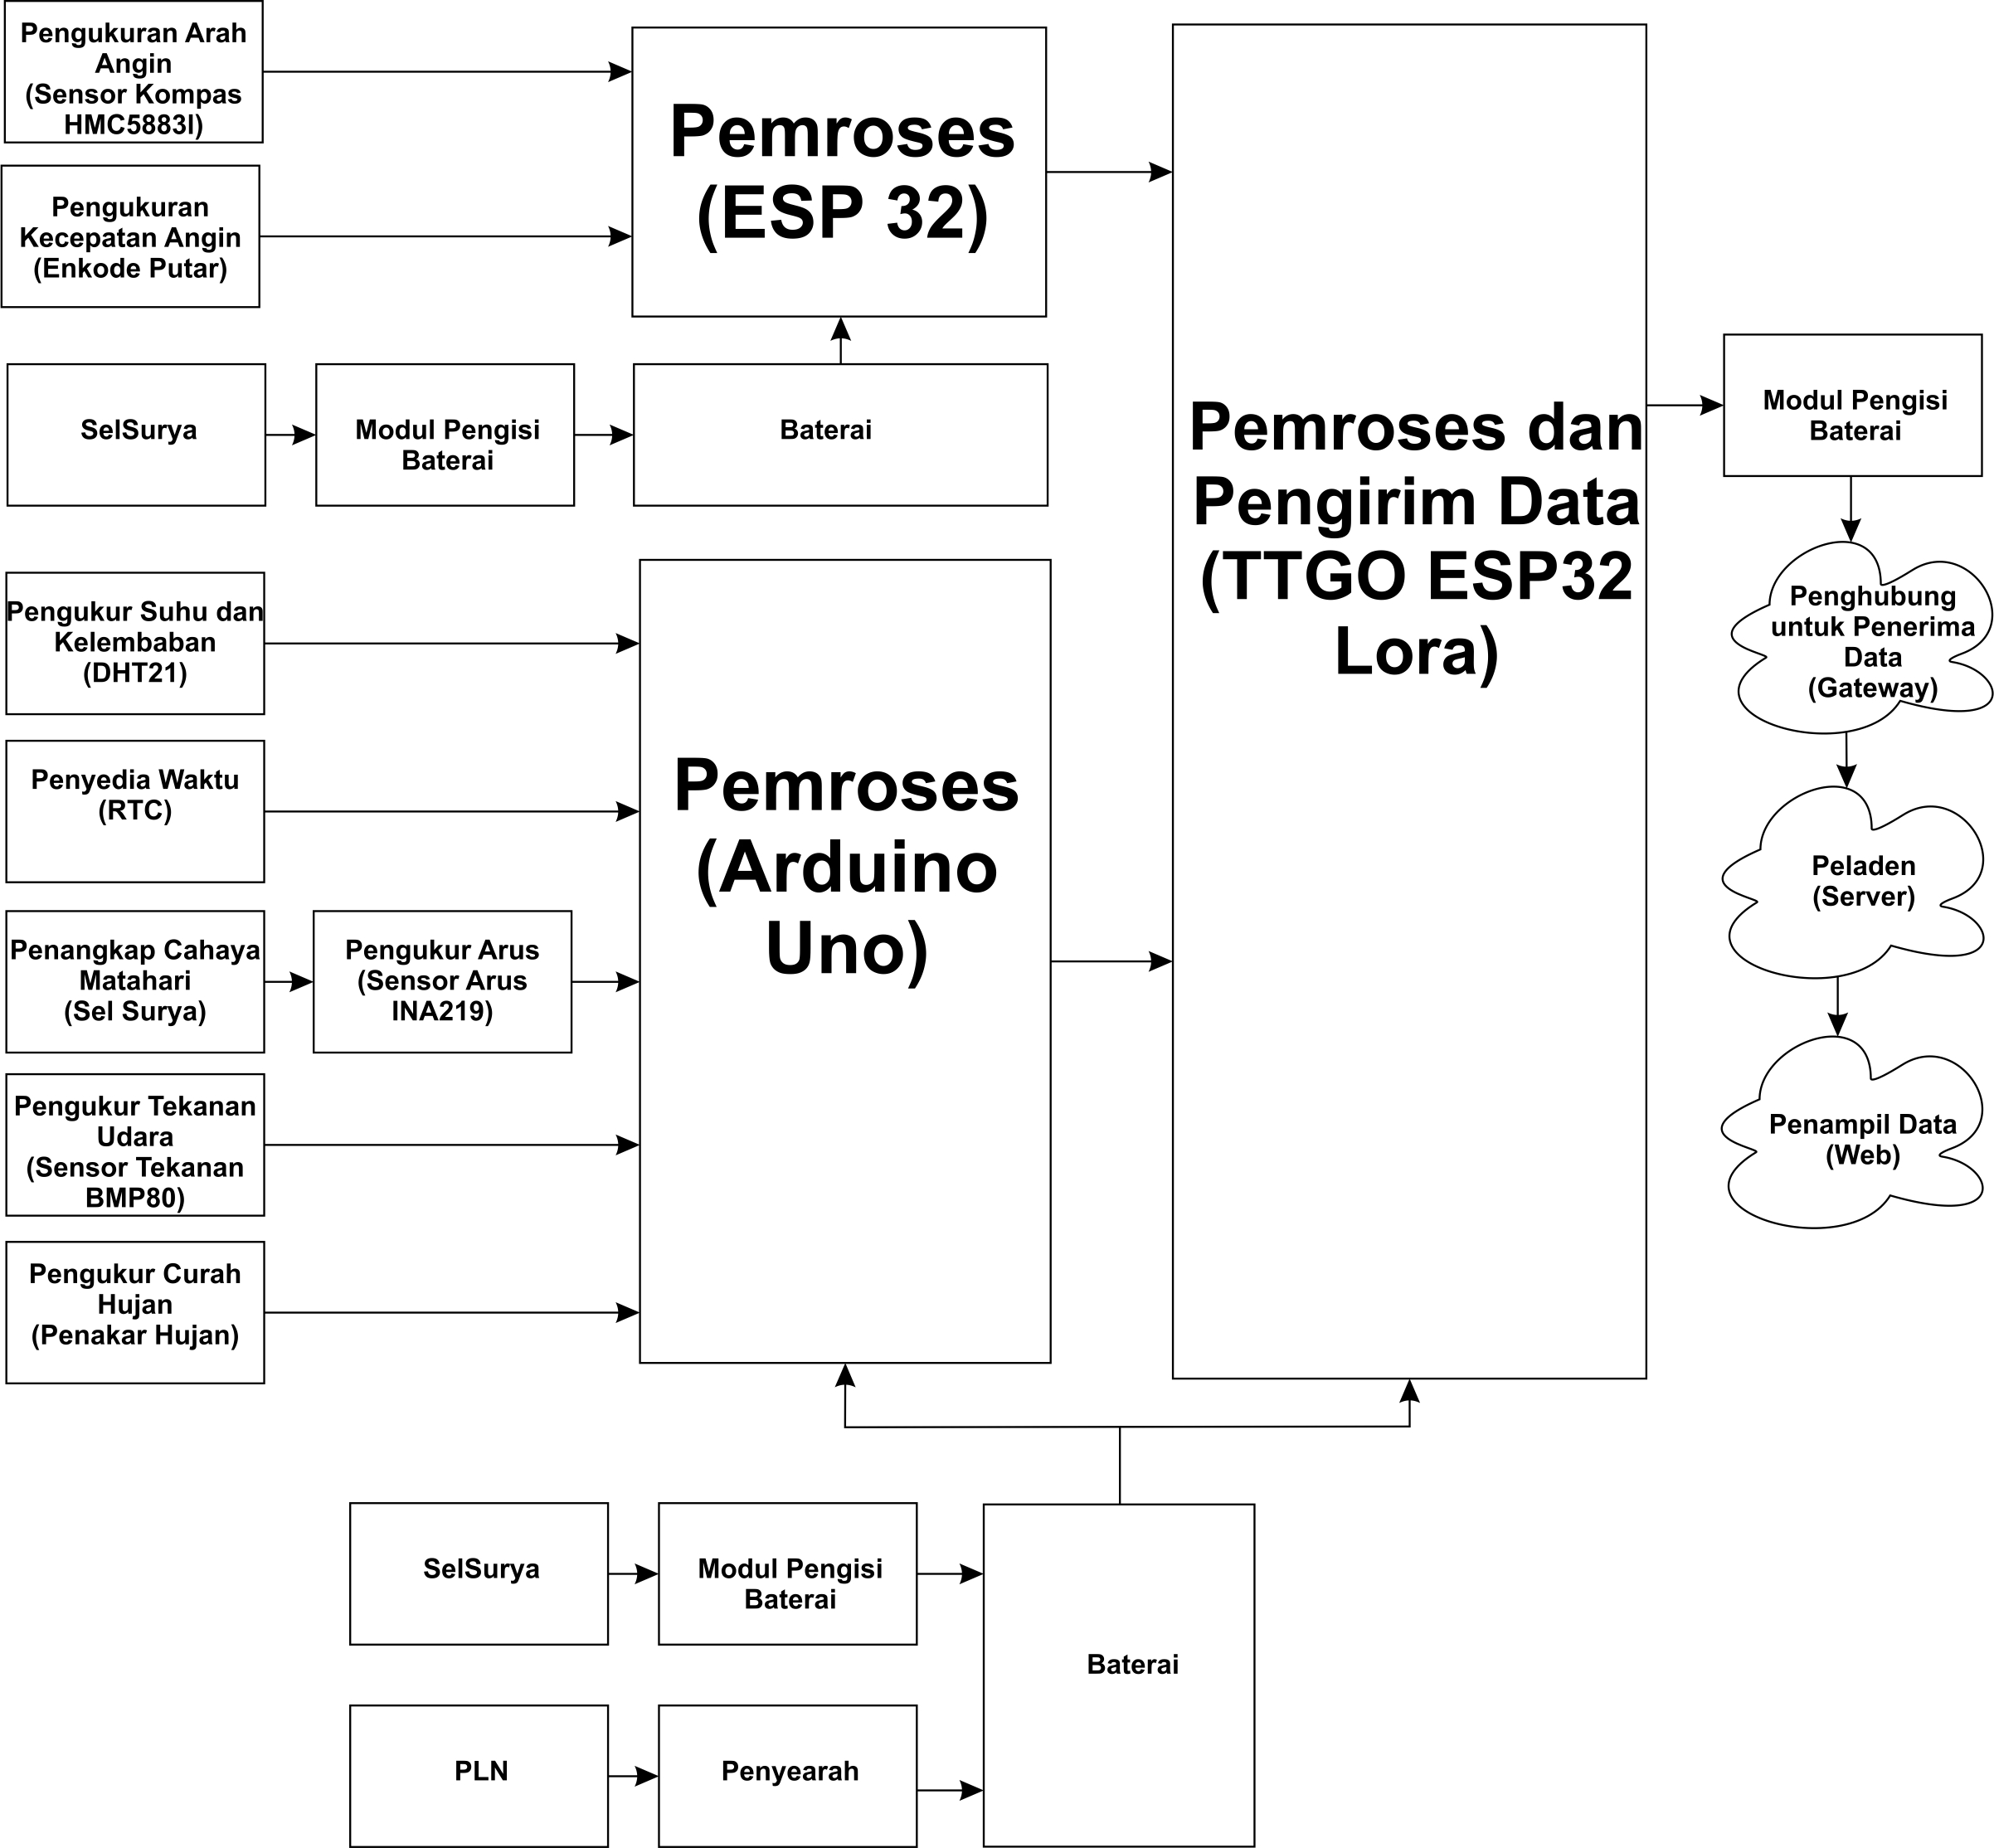 Pengukuran Arah
Angin
(Sensor Kompas
HMC5883l)
Pengukuran
Kecepatan Angin
(Enkode Putar)
Pemroses
(ESP 32)
SelSurya
Modul Pengisi
Baterai
Baterai
Pengukur Suhu dan
Kelembaban
(DHT21)
Penyedia Waktu
(RTC)
Penangkap Cahaya
Matahari
(Sel Surya)
Pengukur Arus
(Sensor Arus
INA219)
Pengukur Tekanan
Udara
(Sensor Tekanan
BMP80)
Pengukur Curah
Hujan
(Penakar Hujan)
Pemroses
(Arduino
Uno)
Pemroses dan
Pengirim Data
(TTGO ESP32
Lora)
Modul Pengisi
Baterai
Penghubung
untuk Penerima
Data
(Gateway)
Peladen
(Server)
Penampil Data
(Web)
SelSurya
Modul Pengisi
Baterai
PLN
Penyearah
Baterai